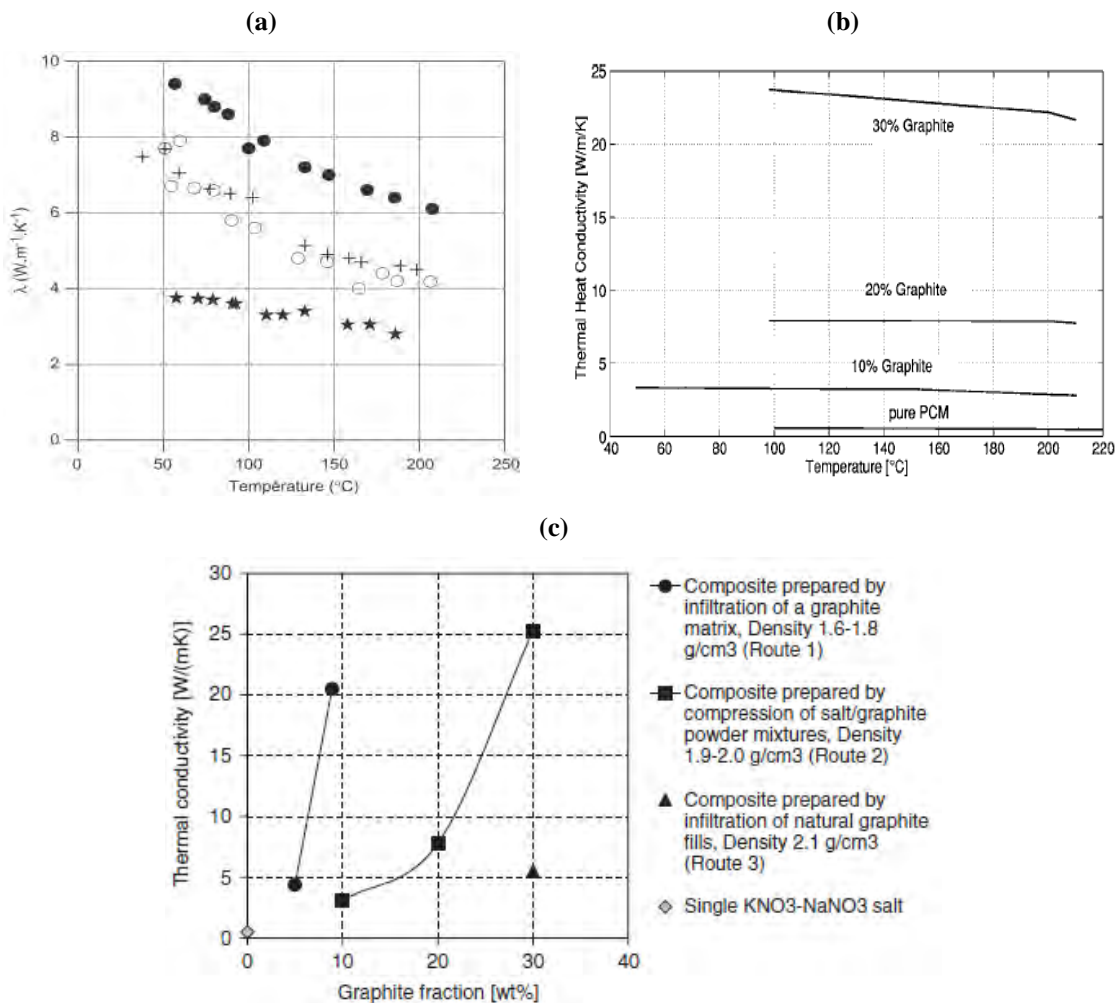 (a)
10
8
6
4
2
0
λ (W.m-1.K-1)
0
50
100
150
200
250
Température (°C)
(b)
25
20
15
10
5
0
Thermal Heat Conductivity [W/m/K]
30% Graphite
20% Graphite
10% Graphite
pure PCM
40
60
80
100
120
140
160
180
200
220
Temperature [°C]
(c)
30
25
20
15
10
5
0
Thermal conductivity [W/(mK)]
0
10
20
30
40
Graphite fraction [wt%]
Composite prepared by
infiltration of a graphite
matrix, Density 1.6-1.8
g/cm3 (Route 1)
Composite prepared by
compression of salt/graphite
powder mixtures, Density
1.9-2.0 g/cm3 (Route 2)
Composite prepared by
infiltration of natural graphite
fills, Density 2.1 g/cm3
(Route 3)
Single KNO3-NaNO3 salt